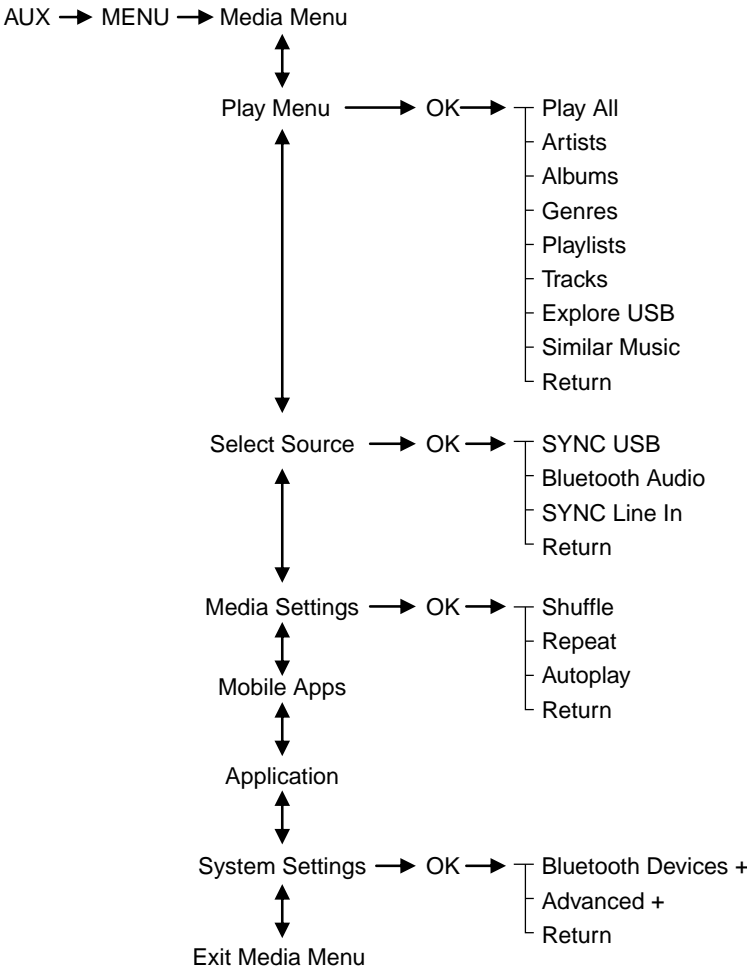 AUX MENU Media Menu
Play Menu OK Play All
Artists
Albums
Genres
Playlists
Tracks
Explore USB
Similar Music
Return
Select Source OK SYNC USB
Bluetooth Audio
SYNC Line In
Return
Media Settings OK Shuffle
Repeat
Autoplay
Mobile Apps
Return
Application
System Settings OK Bluetooth Devices +
Advanced +
Return
Exit Media Menu